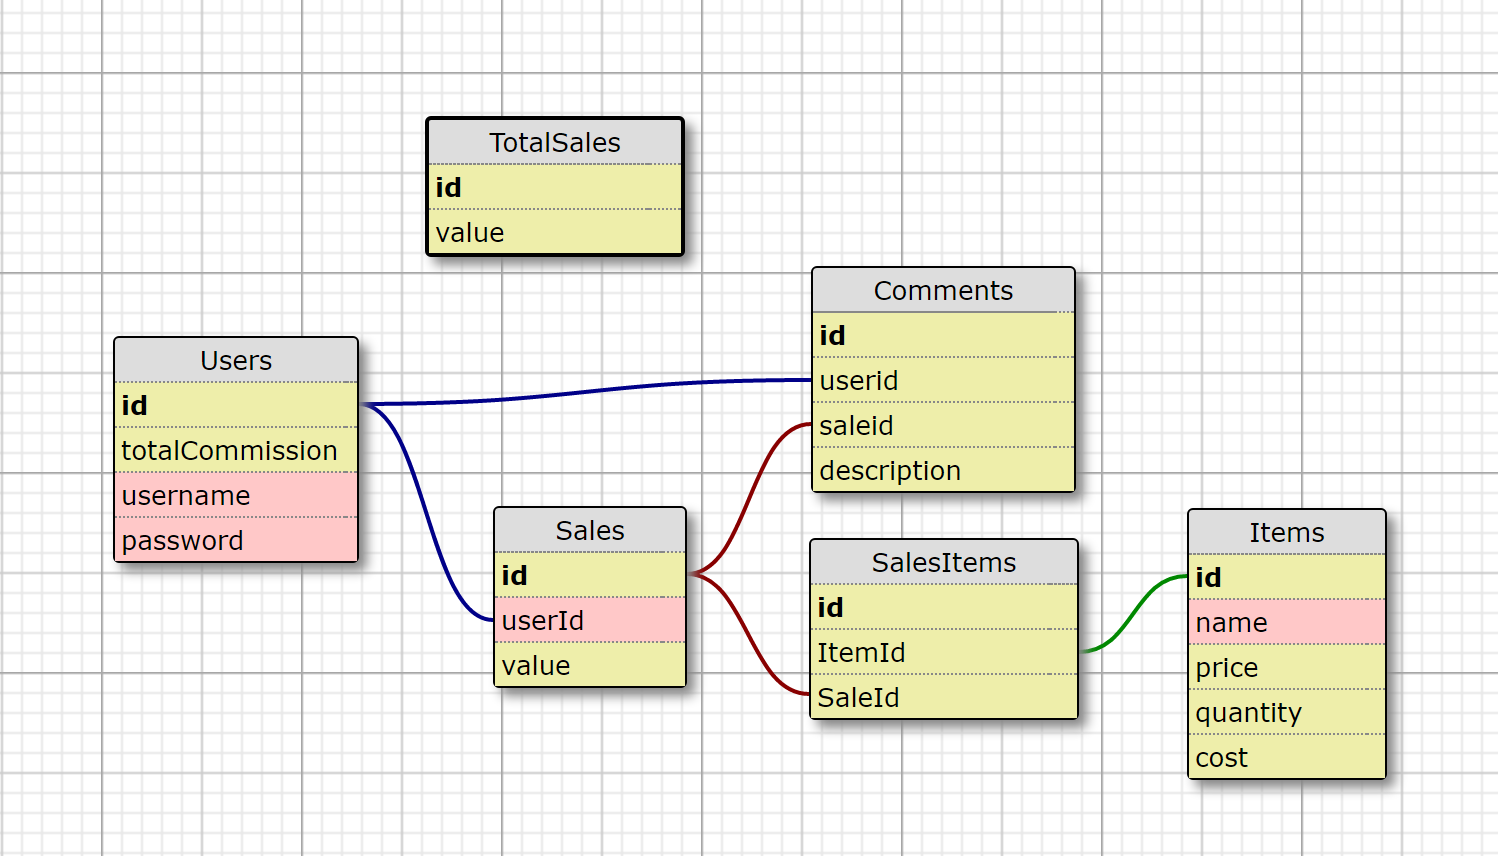 TotalSales
id
value
Users
id
totalCommission
username
password
Sales
id
userId
value
Comments
id
userid
saleid
description
SalesItems
id
ItemId
SaleId
Items
id
name
price
quantity
cost